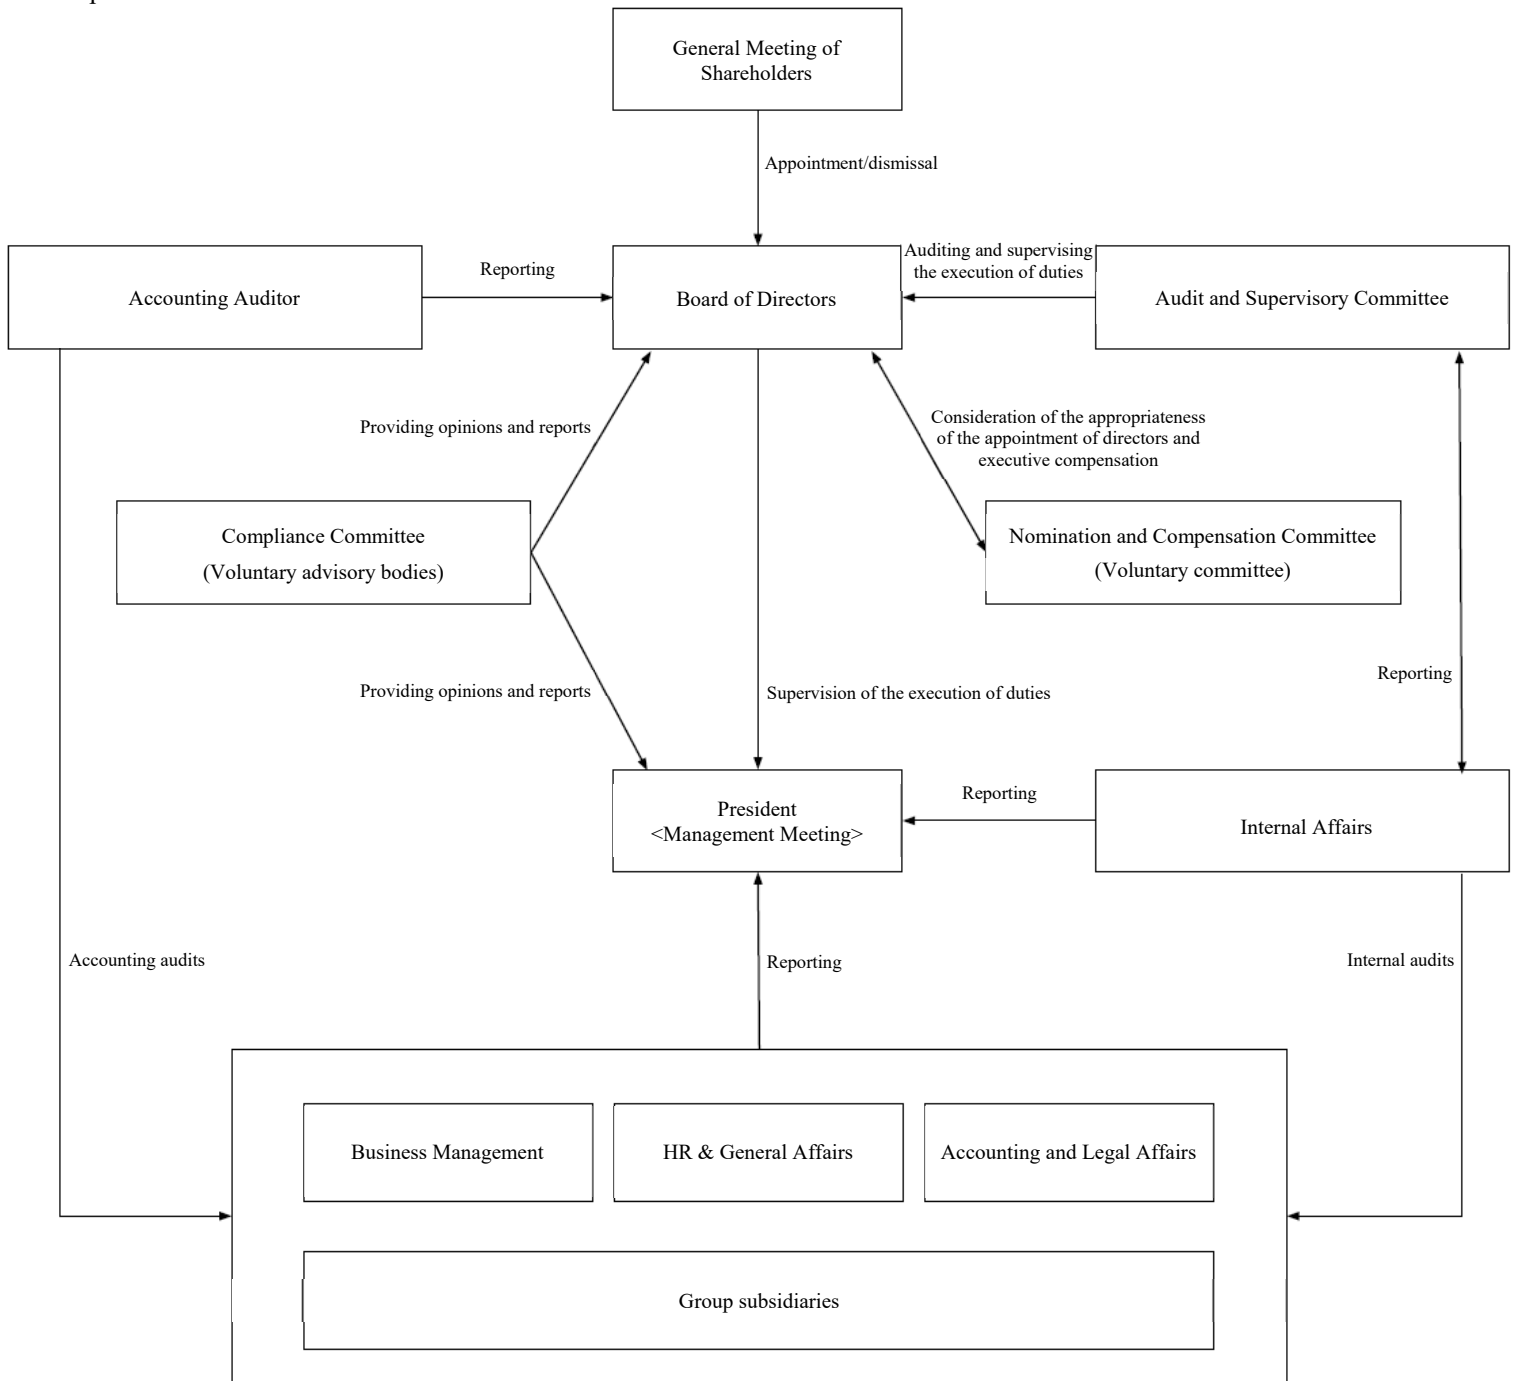 General Meeting of
Shareholders
Appointment/dismissal
Accounting Auditor
Reporting
Board of Directors
Auditing and supervising
the execution of duties
Audit and Supervisory Committee
Providing opinions and reports
Consideration of the appropriateness
of the appointment of directors and
executive compensation
Compliance Committee
(Voluntary advisory bodies)
Nomination and Compensation Committee
(Voluntary committee)
Providing opinions and reports
Supervision of the execution of duties
Reporting
President
<Management Meeting>
Reporting
Internal Affairs
Accounting audits
Reporting
Internal audits
Business Management
HR & General Affairs
Accounting and Legal Affairs
Group subsidiaries